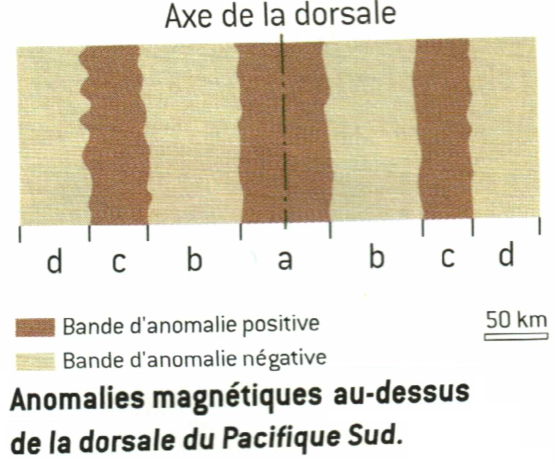 Axe de la dorsale
d c b a b c d
Bande d'anomalie positive
50 km
Bande d'anomalie négative
Anomalies magnétiques au-dessus
de la dorsale du Pacifique Sud.